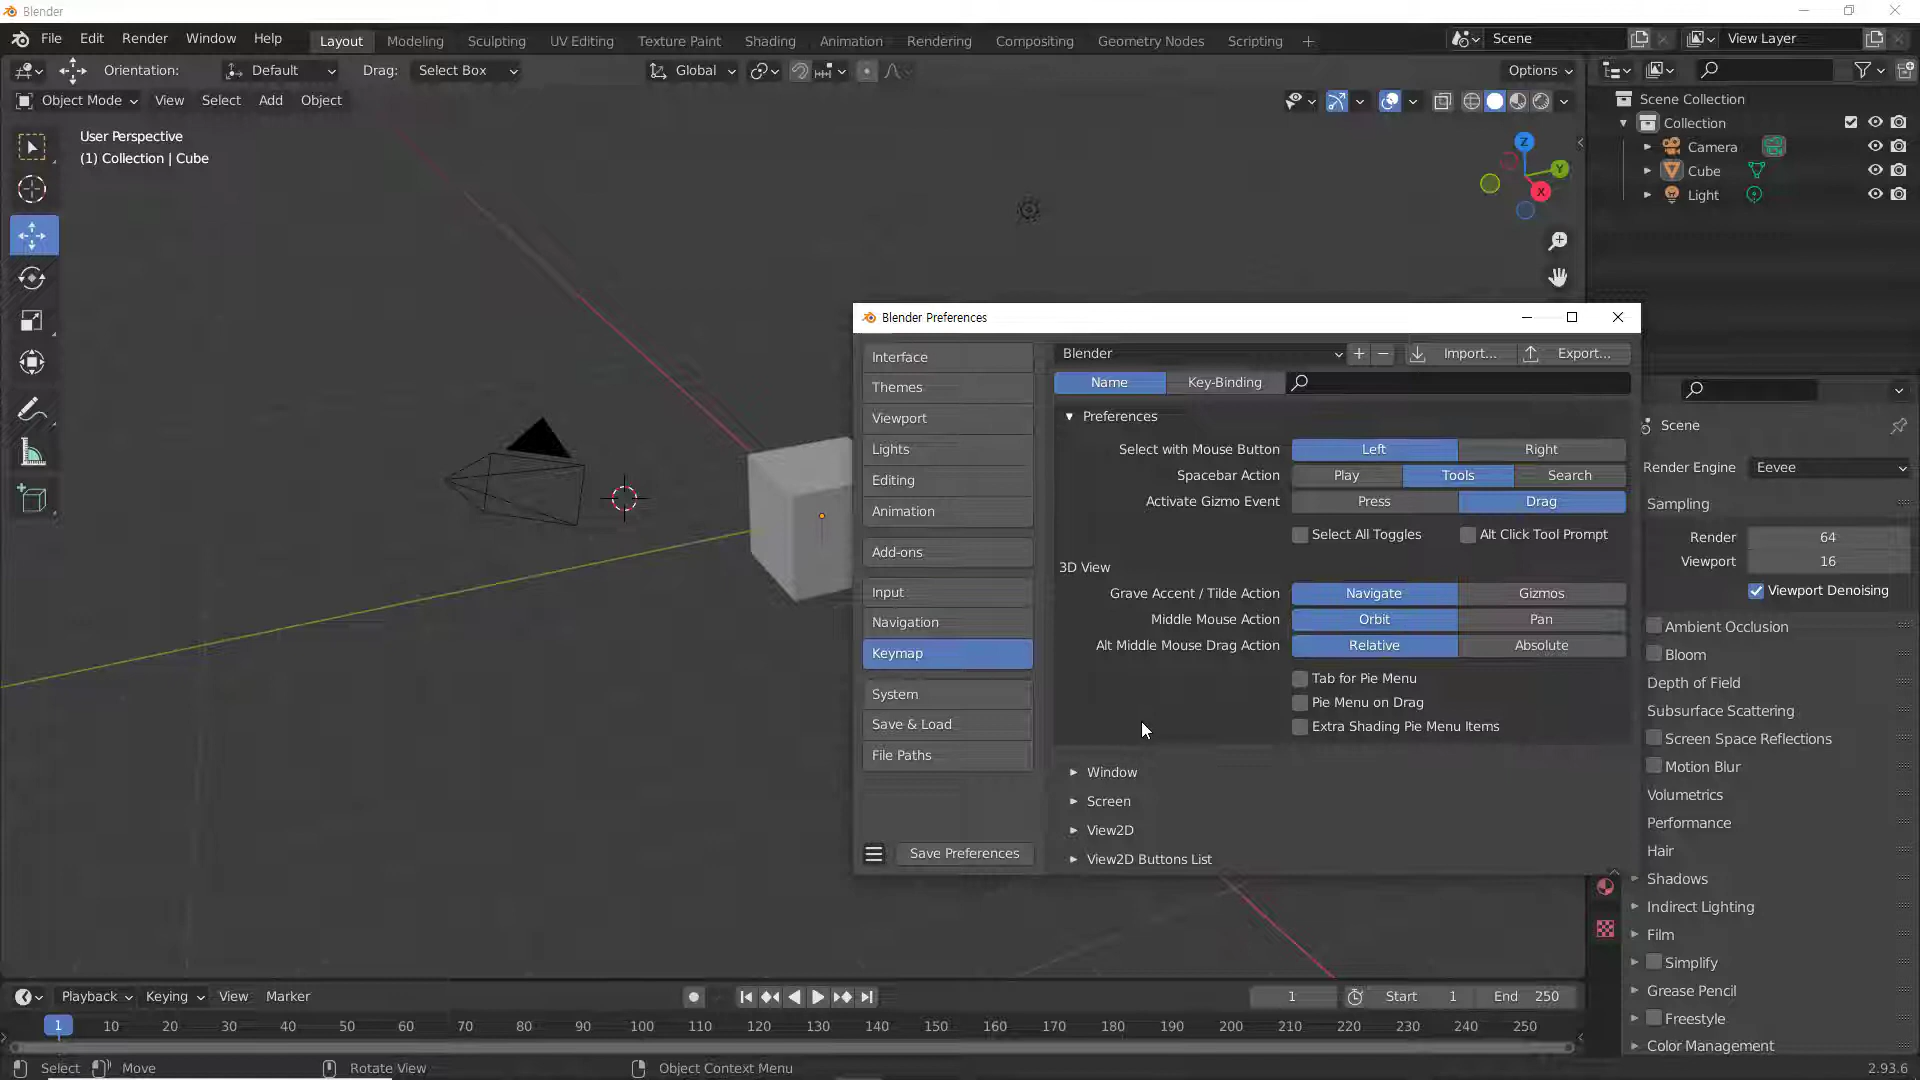 Blender
File Edit Render Window Help Layout Modeling Sculpting UV Editing Texture Paint Shading Animation Rendering Compositing Geometry Nodes Scripting + Scene View Layer
Orientation: Default Drag: Select Box Global Options
Object Mode View Select Add Object
Scene Collection
Collection
Camera
Cube
Light
User Perspective
(1) Collection | Cube
Z
Y
X
Blender Preferences
Interface
Themes
Viewport
Lights
Editing
Animation
Add-ons
Input
Navigation
Keymap
System
Save & Load
File Paths
Save Preferences
Blender Import... Export...
Name Key-Binding
Preferences
Select with Mouse Button Left Right
Spacebar Action Play Tools Search
Activate Gizmo Event Press Drag
Select All Toggles Alt Click Tool Prompt
3D View
Grave Accent / Tilde Action Navigate Gizmos
Middle Mouse Action Orbit Pan
Alt Middle Mouse Drag Action Relative Absolute
Tab for Pie Menu
Pie Menu on Drag
Extra Shading Pie Menu Items
Window
Screen
View2D
View2D Buttons List
Scene
Render Engine Eevee
Sampling
Render 64
Viewport 16
Viewport Denoising
Ambient Occlusion
Bloom
Depth of Field
Subsurface Scattering
Screen Space Reflections
Motion Blur
Volumetrics
Performance
Hair
Shadows
Indirect Lighting
Film
Simplify
Grease Pencil
Freestyle
Color Management
Playback Keying View Marker 1 Start 1 End 250
1 10 20 30 40 50 60 70 80 90 100 110 120 130 140 150 160 170 180 190 200 210 220 230 240 250
Select Move Rotate View Object Context Menu 2.93.6